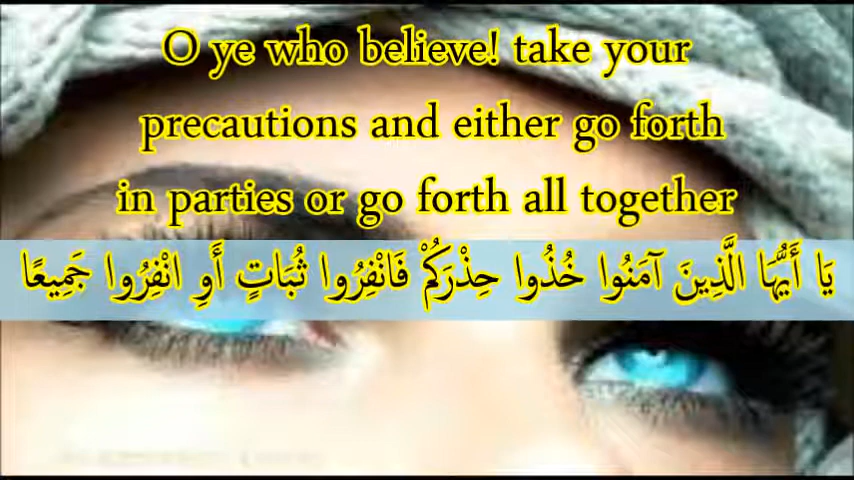 O ye who believe! take your
precautions and either go forth
in parties or go forth all together
يَا أَيُّهَا الَّذِينَ آمَنُوا خُذُوا حِذْرَكُمْ فَانْفِرُوا ثُبَاتٍ أَوِ انْفِرُوا جَمِيعًا